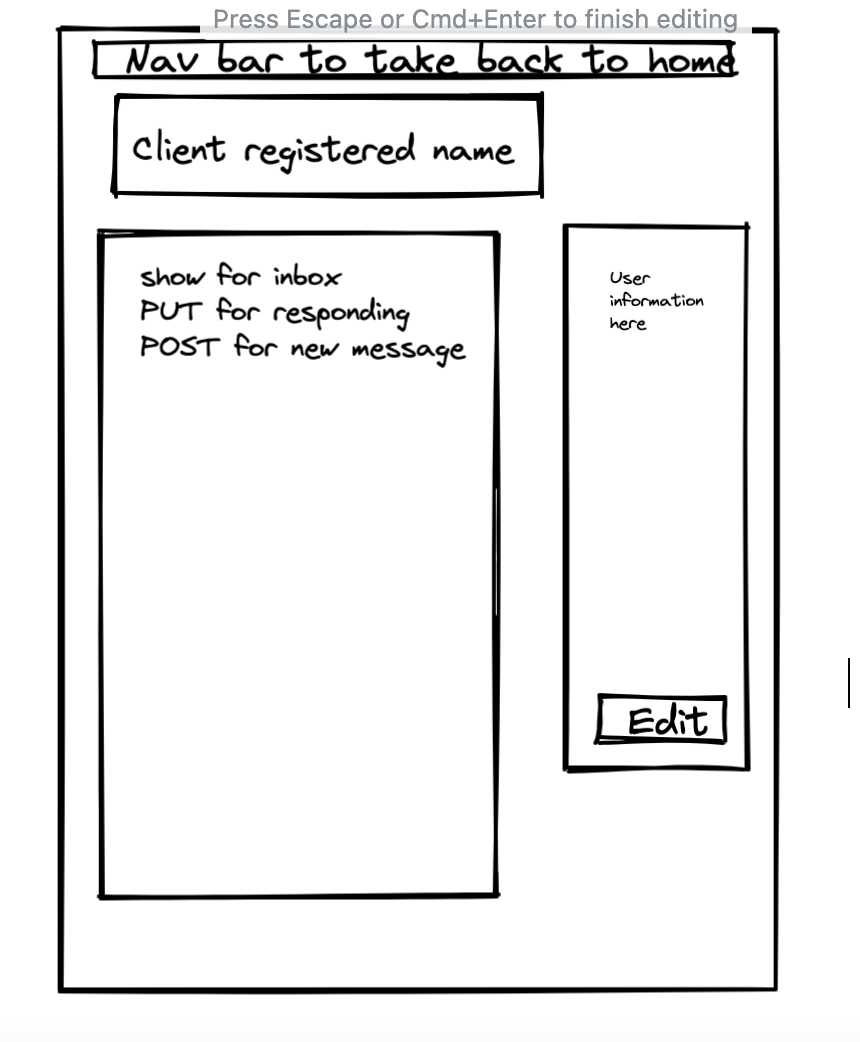 Press Escape or Cmd+Enter to finish editing
Nav bar to take back to home
Client registered name
show for inbox
PUT for responding
POST for new message
User
information
here
Edit